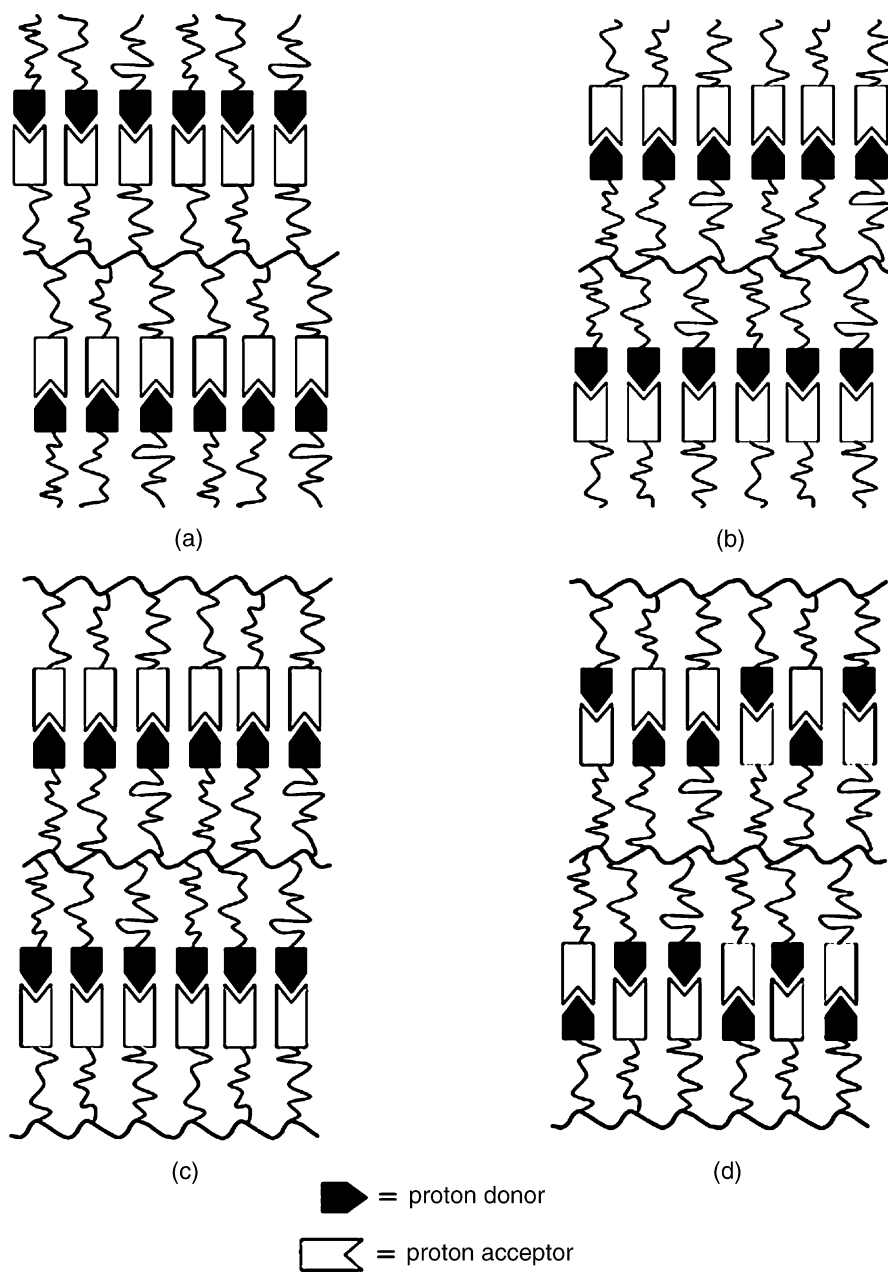 (a)
(b)
(c)
(d)
= proton donor
= proton acceptor